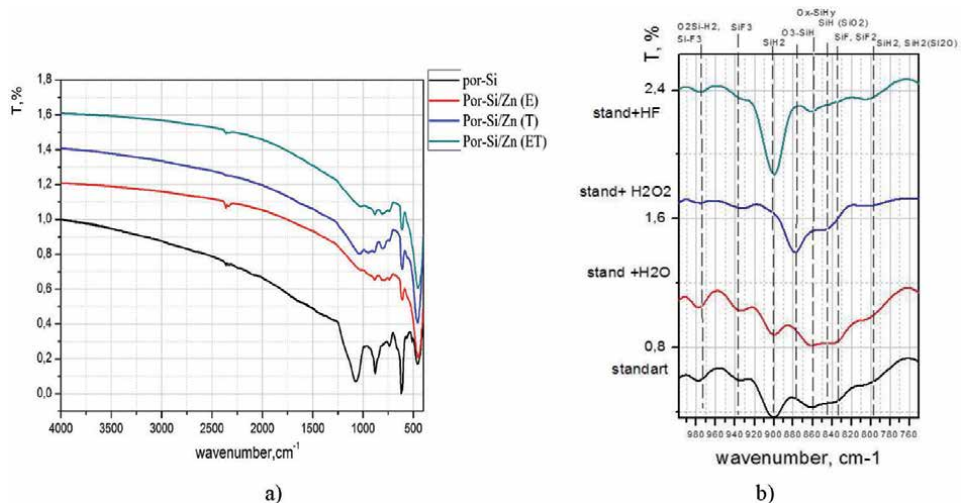 T, %
1,8
1,6
1,4
1,2
1,0
0,8
0,6
0,4
0,2
0,0
4000 3500 3000 2500 2000 1500 1000 500
wavenumber,cm-1
por-Si
Por-Si/Zn (E)
Por-Si/Zn (T)
Por-Si/Zn (ET)
a)
Ox-SiHy
O2Si-H2, SiF3 O3-SiH SiH (SiO2)
Si-F3 SiH2 SiF, SiF2 SiH2, SiH2(Si2O)
T, %
2,4
stand+HF
stand+ H2O2
1,6
stand +H2O
0,8
standart
980 960 940 920 900 880 860 840 820 800 780 760
wavenumber, cm-1
b)